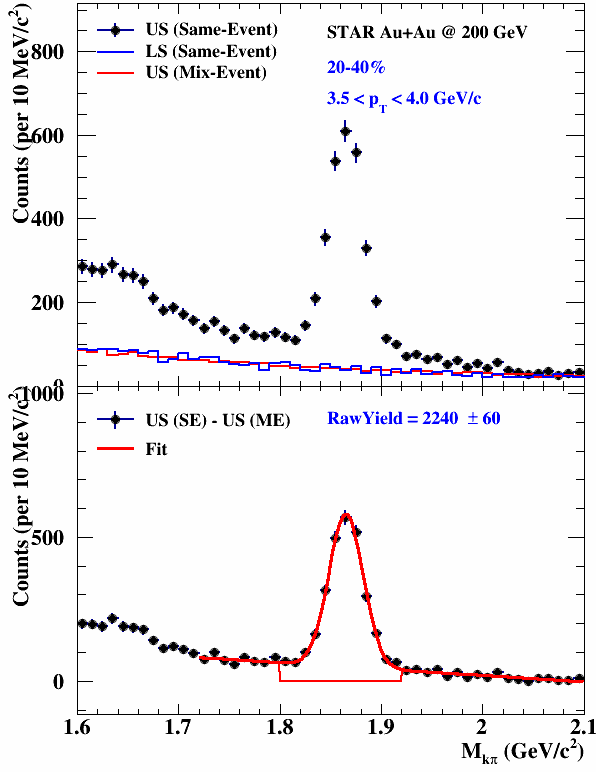 Counts (per 10 MeV/c²)
800
600
400
200
0
US (Same-Event)
LS (Same-Event)
US (Mix-Event)
STAR Au+Au @ 200 GeV
20-40%
3.5 < p_T < 4.0 GeV/c
Counts (per 10 MeV/c²)
1000
500
0
US (SE) - US (ME)
Fit
RawYield = 2240 ± 60
1.6 1.7 1.8 1.9 2 2.1
M_kπ (GeV/c²)